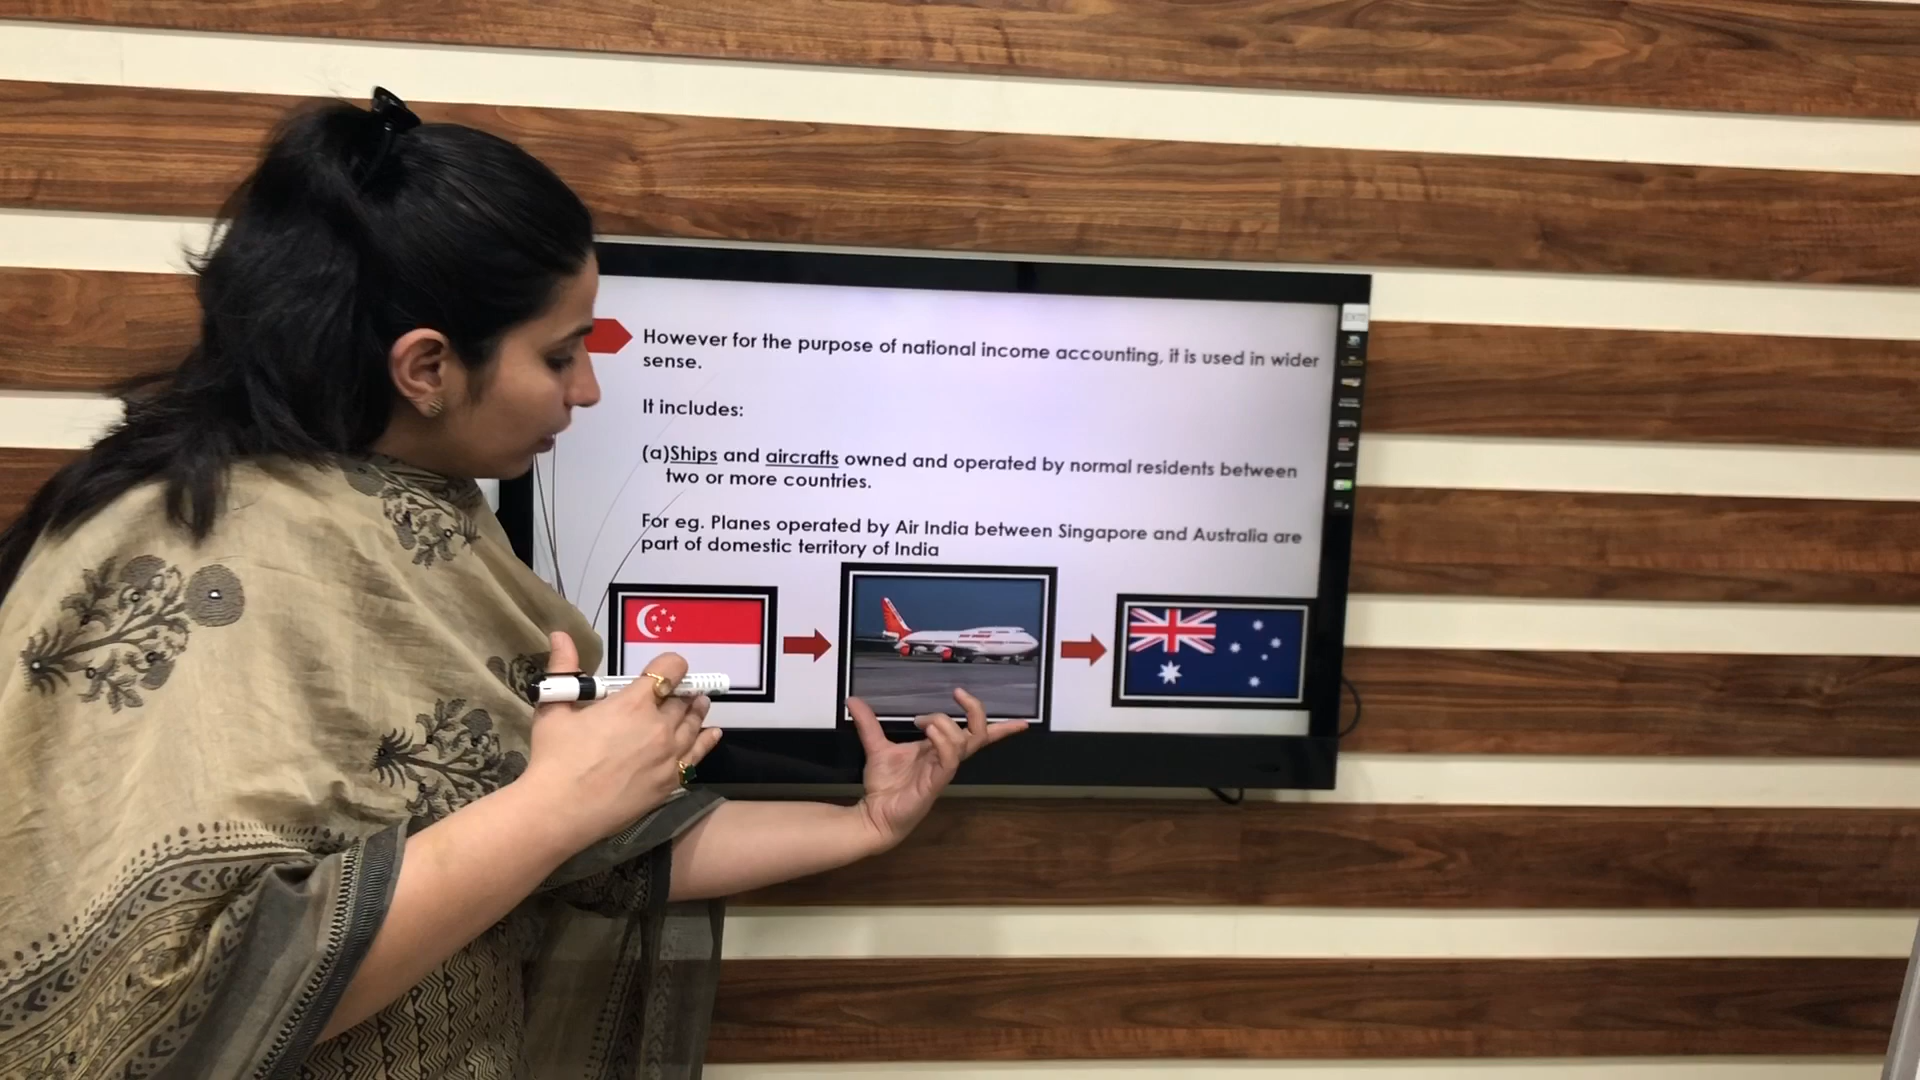 However for the purpose of national income accounting, it is used in wider
sense.
It includes:
(a)Ships and aircrafts owned and operated by normal residents between
two or more countries.
For eg. Planes operated by Air India between Singapore and Australia are
part of domestic territory of India